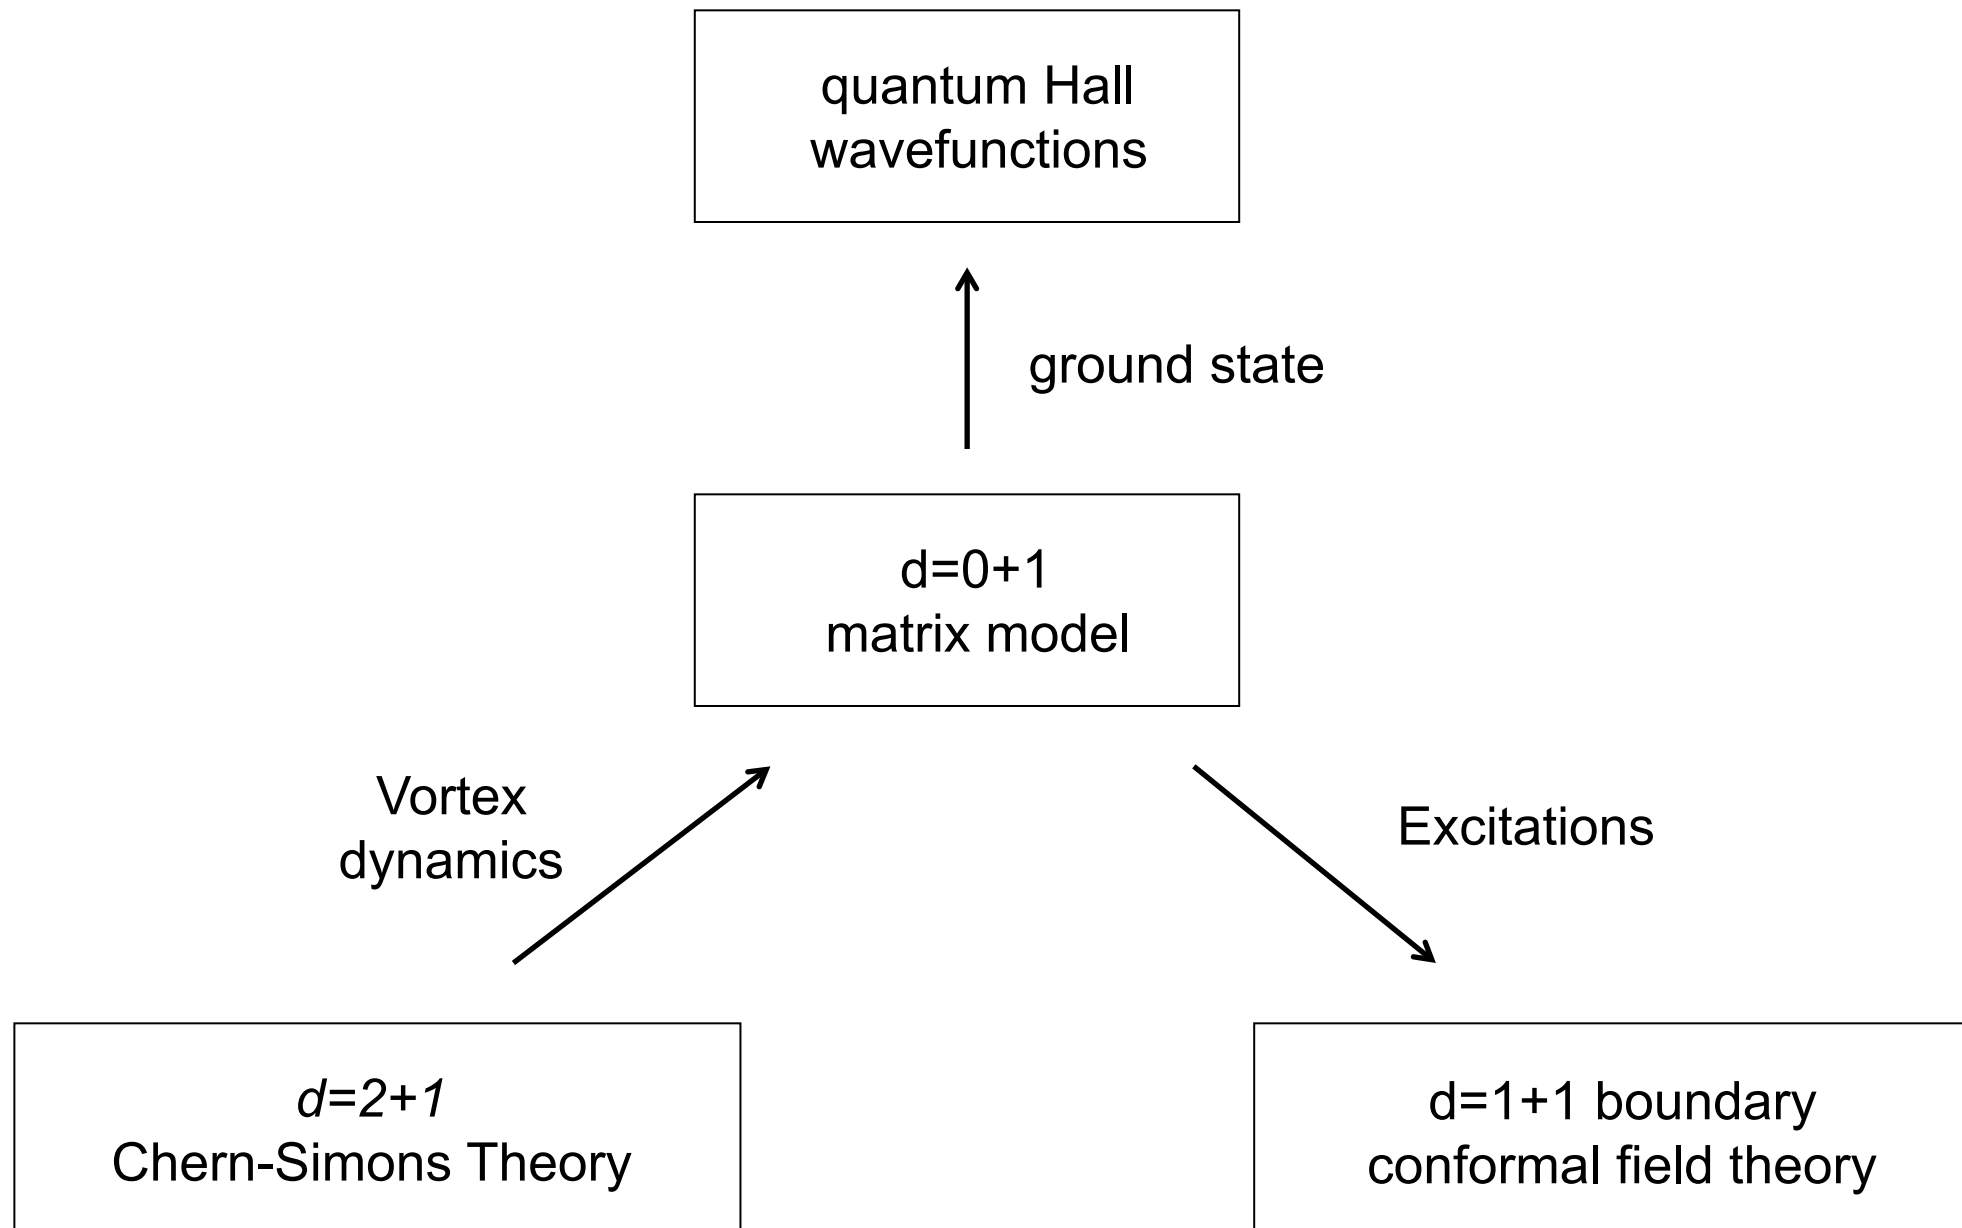 quantum Hall
wavefunctions
ground state
d=0+1
matrix model
Vortex
dynamics
Excitations
d=2+1
Chern-Simons Theory
d=1+1 boundary
conformal field theory